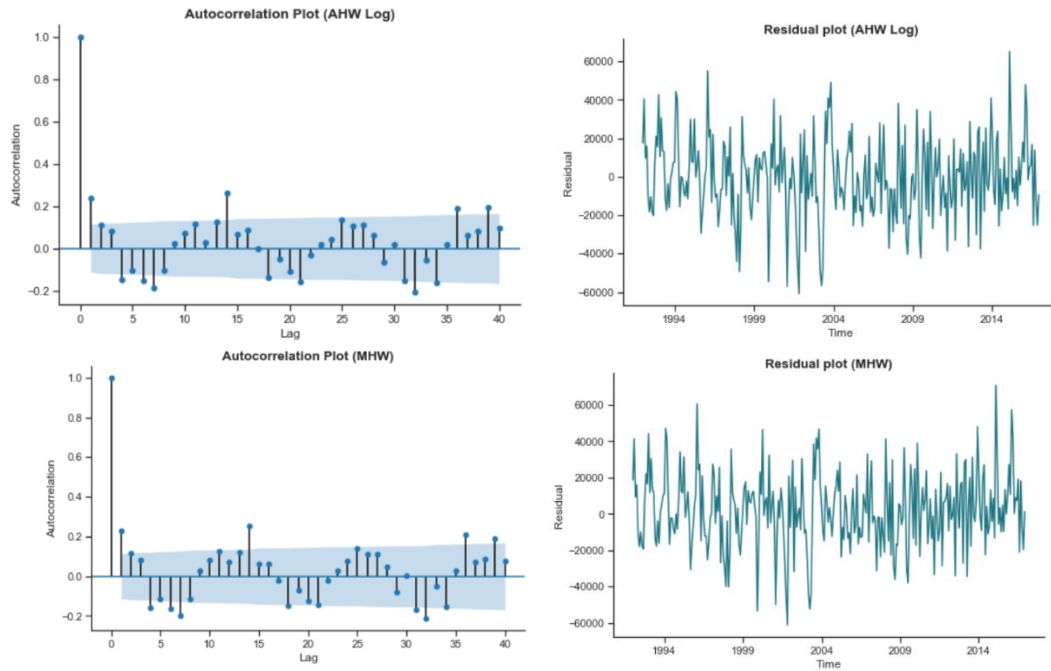 Autocorrelation Plot (AHW Log)
1.0
0.8
0.6
0.4
0.2
0.0
−0.2
Autocorrelation
0 5 10 15 20 25 30 35 40
Lag
Residual plot (AHW Log)
60000
40000
20000
0
−20000
−40000
−60000
Residual
1994 1999 2004 2009 2014
Time
Autocorrelation Plot (MHW)
1.0
0.8
0.6
0.4
0.2
0.0
−0.2
Autocorrelation
0 5 10 15 20 25 30 35 40
Lag
Residual plot (MHW)
60000
40000
20000
0
−20000
−40000
−60000
Residual
1994 1999 2004 2009 2014
Time